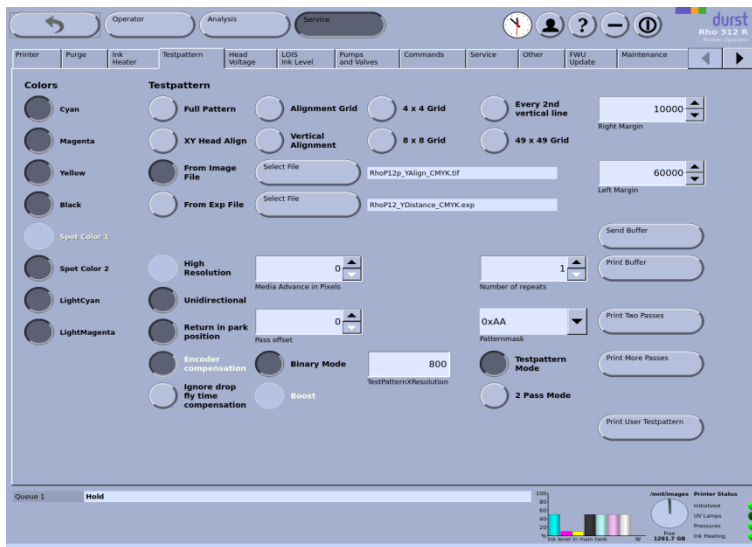 Operator
Analysis
Service
?
durst
Rho 312 R
Printer Operator
Printer
Purge
Ink
Heater
Testpattern
Head
Voltage
LOIS
Ink Level
Pumps
and Valves
Commands
Service
Other
FWU
Update
Maintenance
Colors
Testpattern
Cyan
Full Pattern
Alignment Grid
4 x 4 Grid
Every 2nd
vertical line
10000
Right Margin
Magenta
XY Head Align
Vertical
Alignment
8 x 8 Grid
49 x 49 Grid
Yellow
From Image
File
Select File
RhoP12p_YAlign_CMYK.tif
60000
Left Margin
Black
From Exp File
Select File
RhoP12_YDistance_CMYK.exp
Spot Color 1
Send Buffer
Spot Color 2
High
Resolution
0
Media Advance in Pixels
1
Number of repeats
Print Buffer
LightCyan
Unidirectional
LightMagenta
Return in park
position
0
Pass offset
0xAA
Patternmask
Print Two Passes
Encoder
compensation
Binary Mode
800
TestPatternXResolution
Testpattern
Mode
Print More Passes
Ignore drop
fly time
compensation
Boost
2 Pass Mode
Print User Testpattern
Queue 1
Hold
100
80
60
40
20
%
Ink level in main tank
W
/mnt/images
Free
1291.7 GB
Printer Status
Initialized
UV Lamps
Pressures
Ink Heating